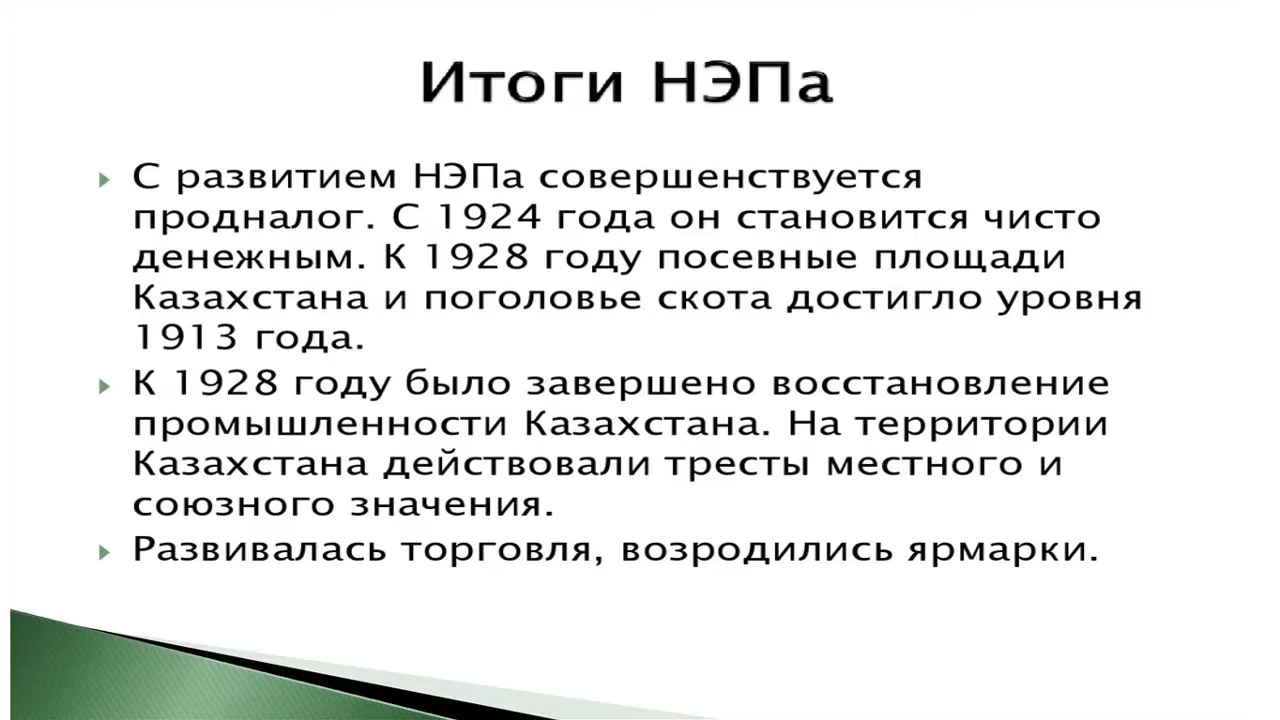 Итоги НЭПа
С развитием НЭПа совершенствуется
продналог. С 1924 года он становится чисто
денежным. К 1928 году посевные площади
Казахстана и поголовье скота достигло уровня
1913 года.
К 1928 году было завершено восстановление
промышленности Казахстана. На территории
Казахстана действовали тресты местного и
союзного значения.
Развивалась торговля, возродились ярмарки.